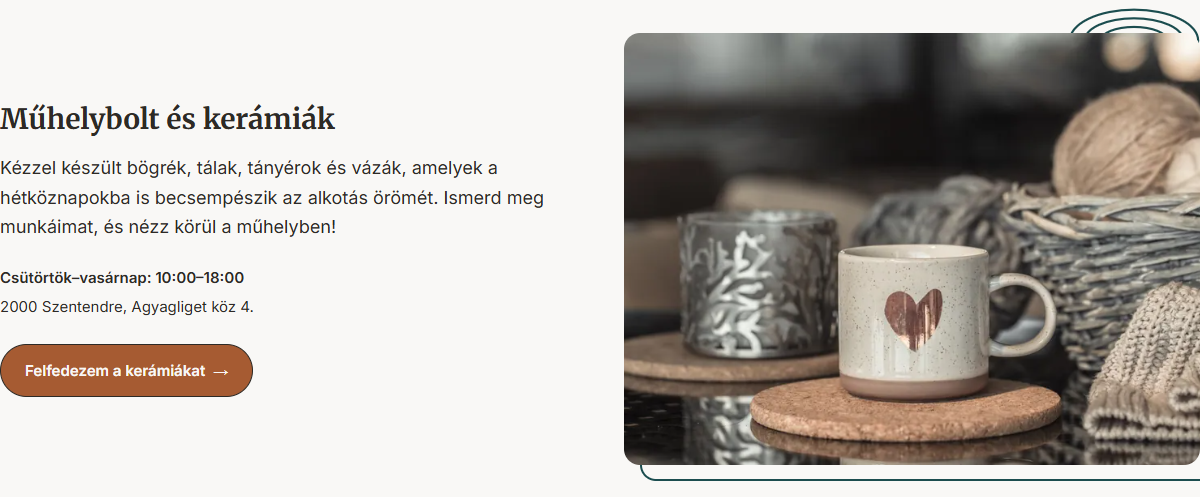 Műhelybolt és kerámiák
Kézzel készült bögrék, tálak, tányérok és vázák, amelyek a
hétköznapokba is becsempészik az alkotás örömét. Ismerd meg
munkáimat, és nézz körül a műhelyben!
Csütörtök–vasárnap: 10:00–18:00
2000 Szentendre, Agyagliget köz 4.
Felfedezem a kerámiákat →